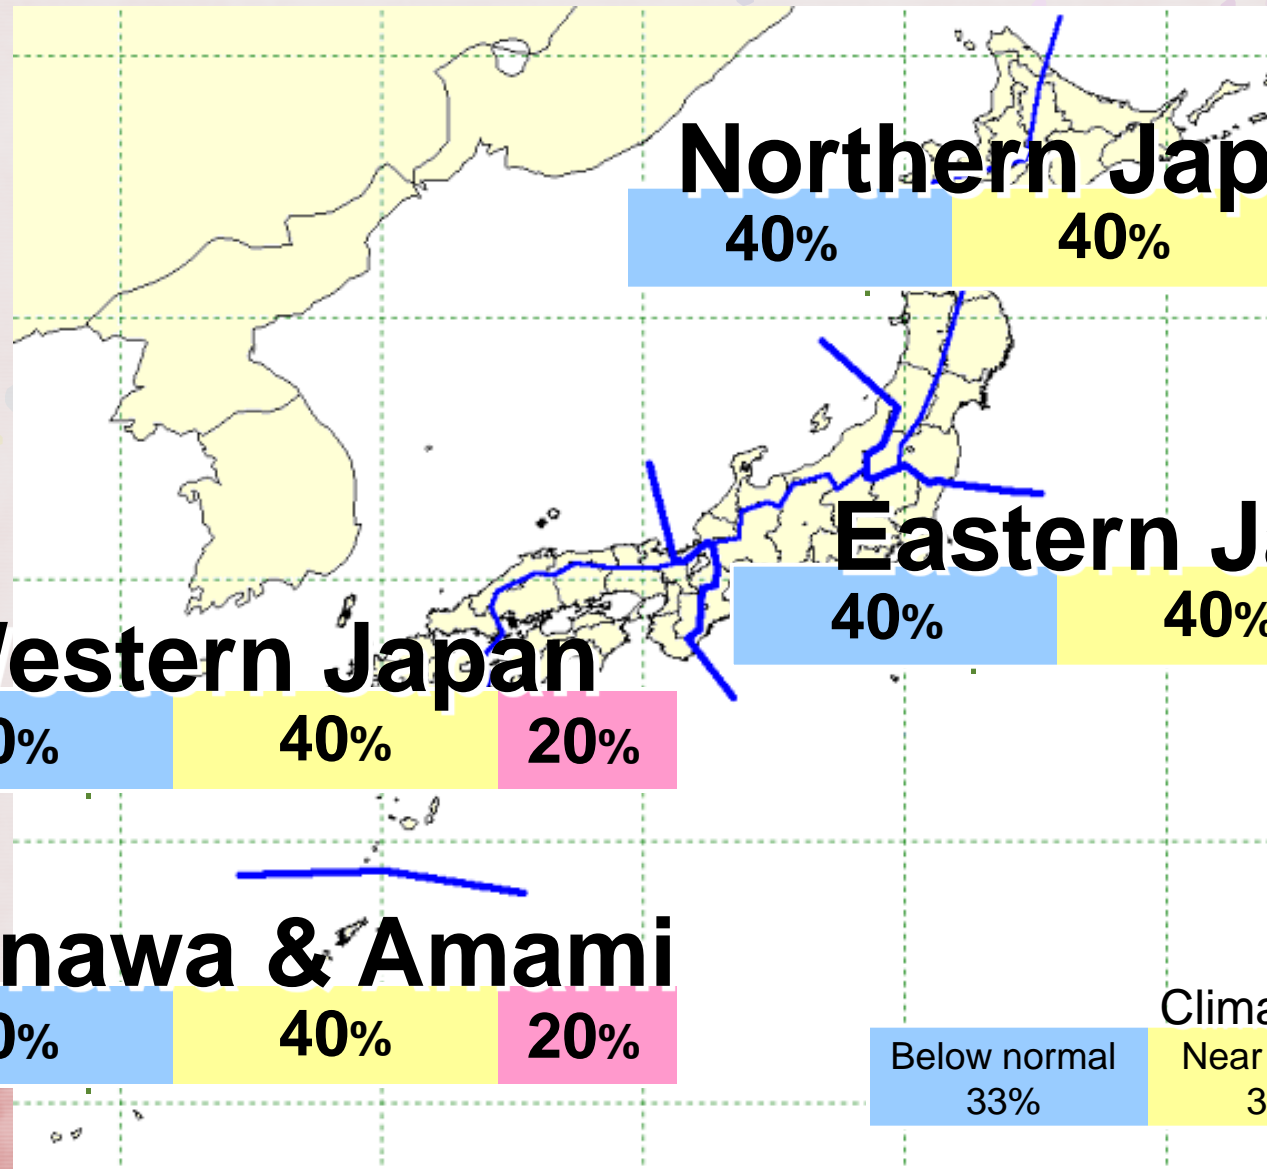 Northern Jap
40% 40%
Eastern J
40% 40%
estern Japan
0% 40% 20%
nawa & Amami
0% 40% 20%
Clima
Below normal Near
33% 3